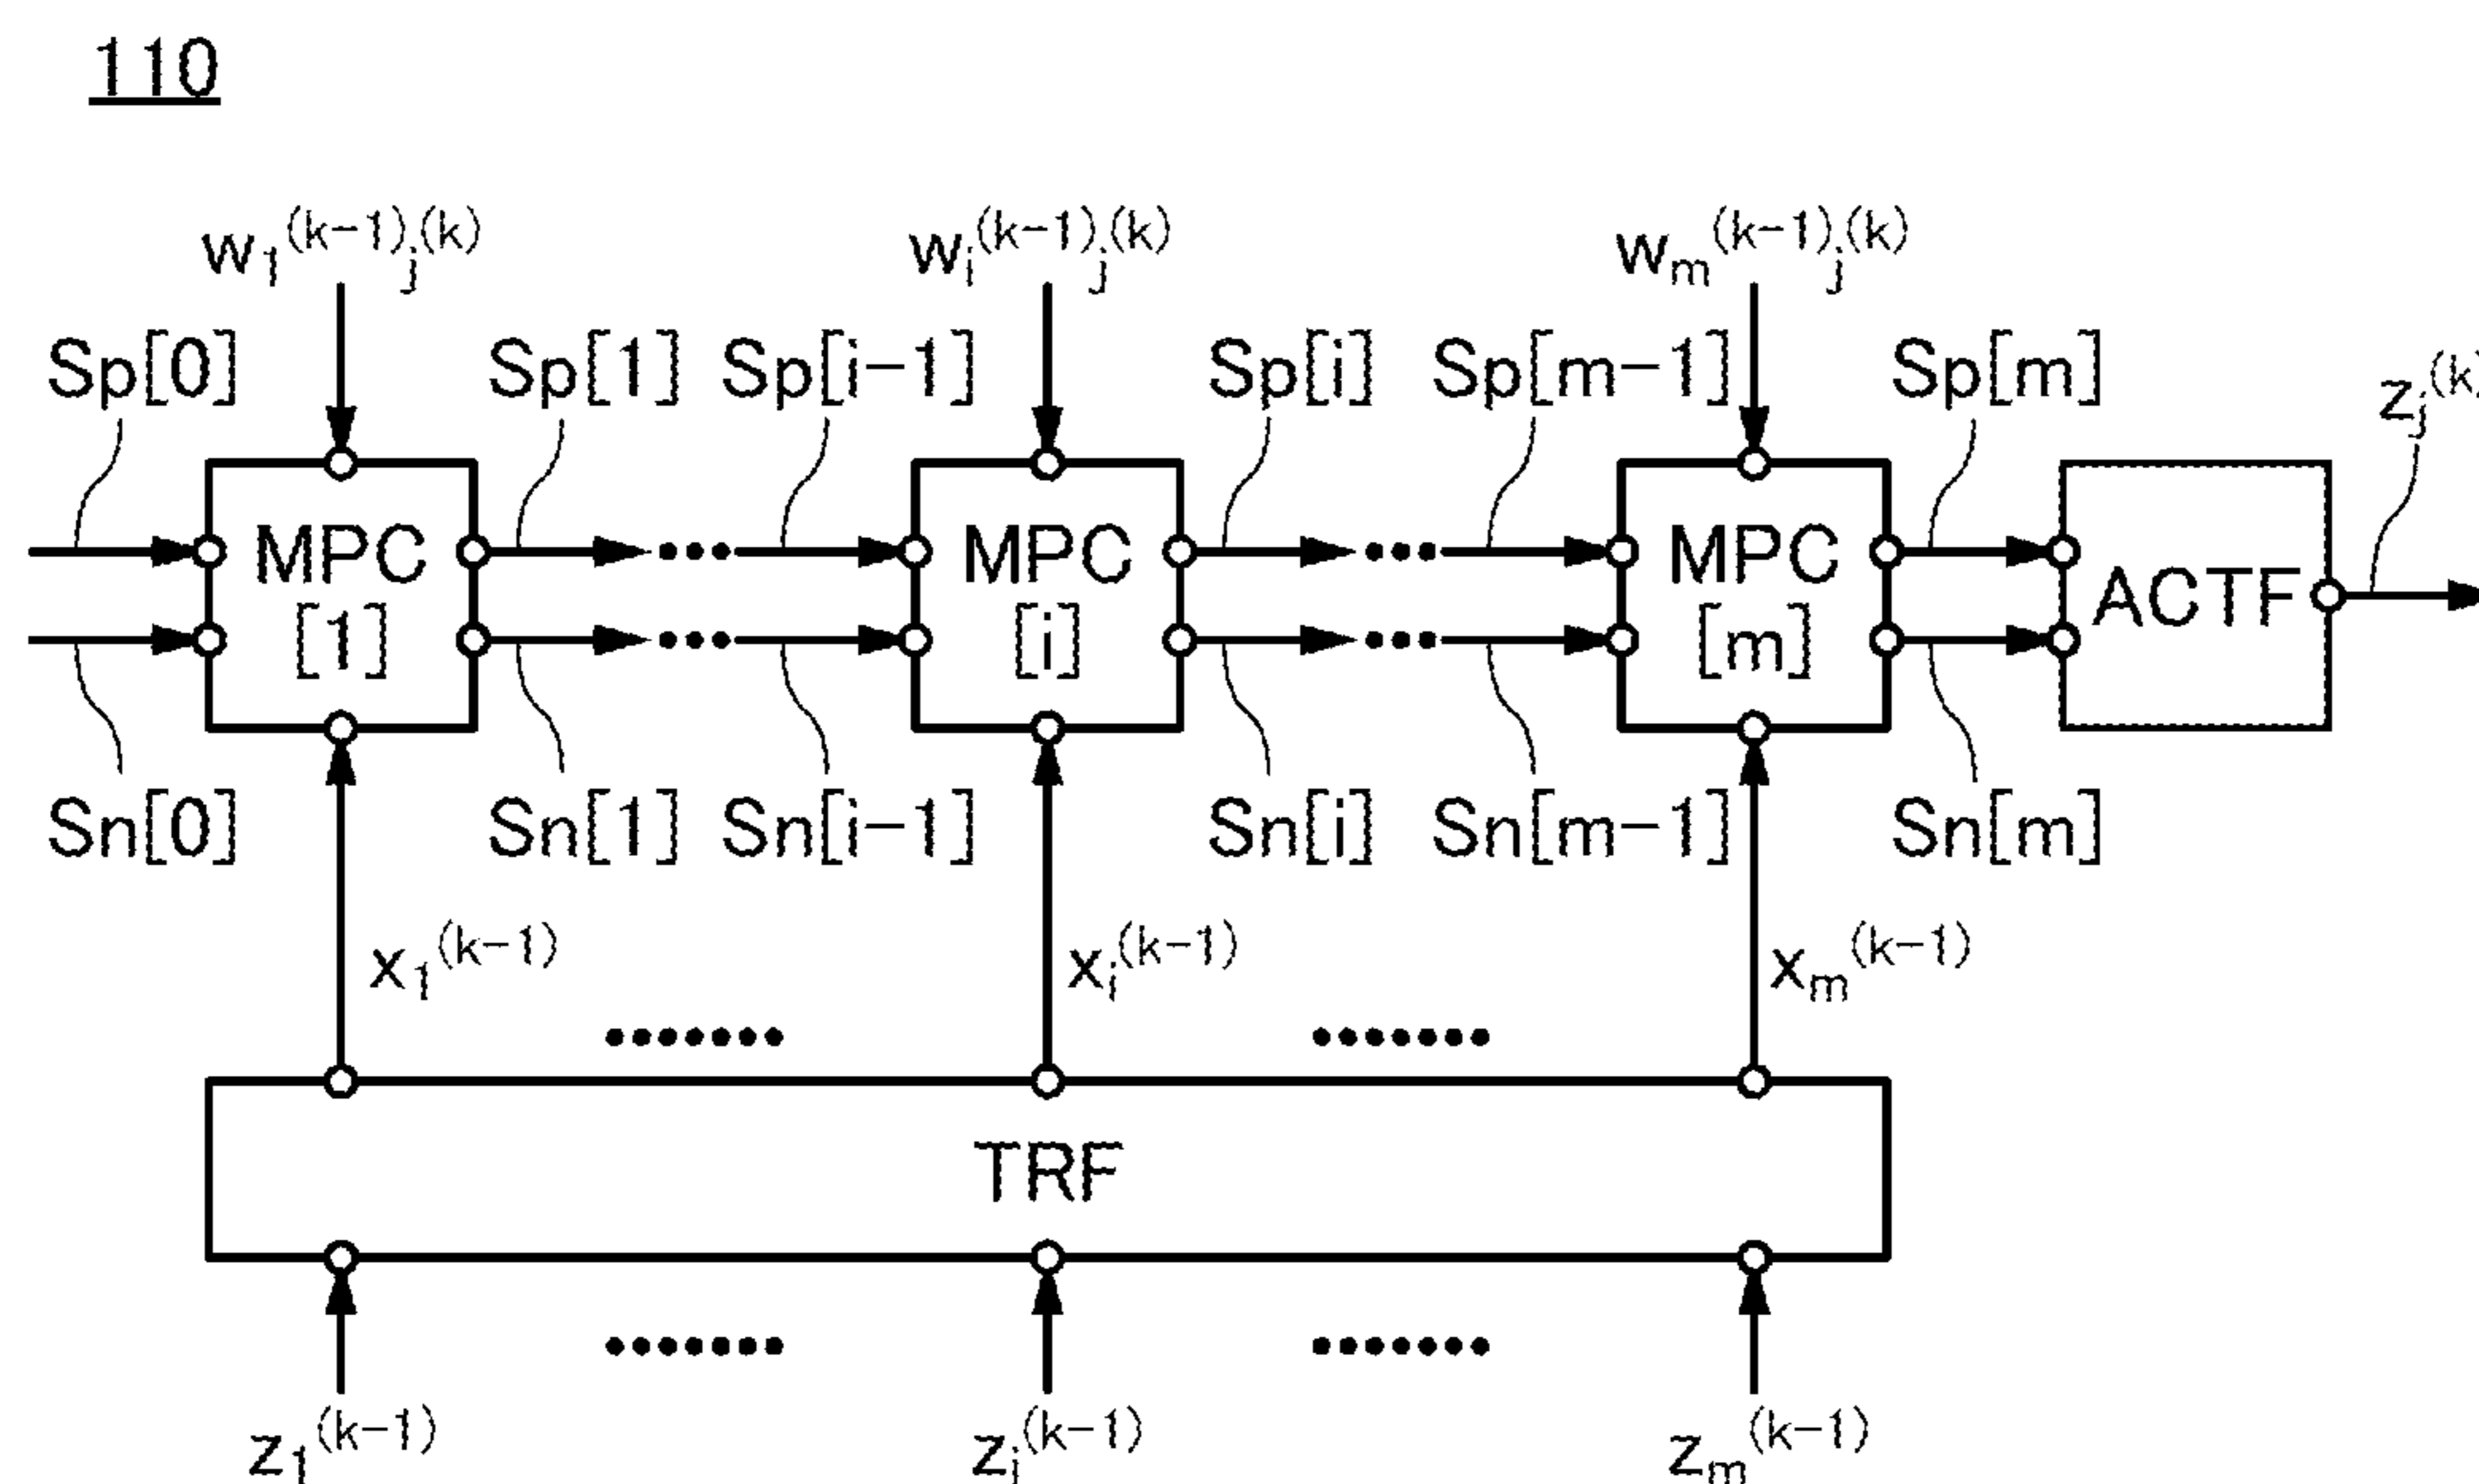 110
w₁⁽ᵏ⁻¹⁾ⱼ⁽ᵏ⁾ wᵢ⁽ᵏ⁻¹⁾ⱼ⁽ᵏ⁾ wₘ⁽ᵏ⁻¹⁾ⱼ⁽ᵏ⁾
Sp[0] Sp[1] Sp[i-1] Sp[i] Sp[m-1] Sp[m] zⱼ⁽ᵏ
MPC MPC MPC ACTF
[1] [i] [m]
Sn[0] Sn[1] Sn[i-1] Sn[i] Sn[m-1] Sn[m]
x₁⁽ᵏ⁻¹⁾ xᵢ⁽ᵏ⁻¹⁾ xₘ⁽ᵏ⁻¹⁾
TRF
z₁⁽ᵏ⁻¹⁾ zᵢ⁽ᵏ⁻¹⁾ zₘ⁽ᵏ⁻¹⁾